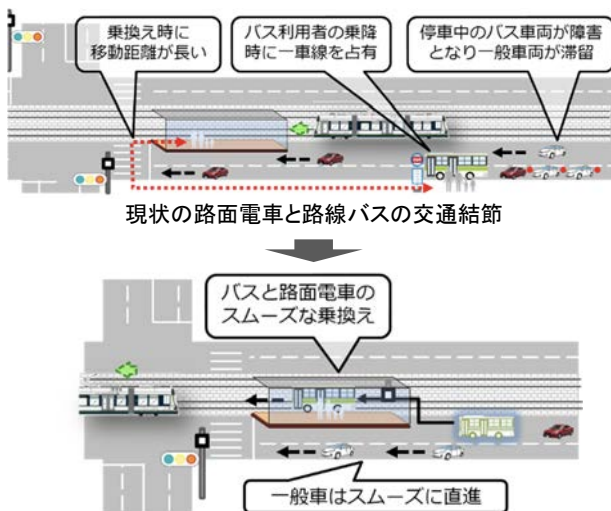 乗換え時に
移動距離が長い
バス利用者の乗降
時に一車線を占有
停車中のバス車両が障害
となり一般車両が滞留
現状の路面電車と路線バスの交通結節
バスと路面電車の
スムーズな乗換え
一般車はスムーズに直進